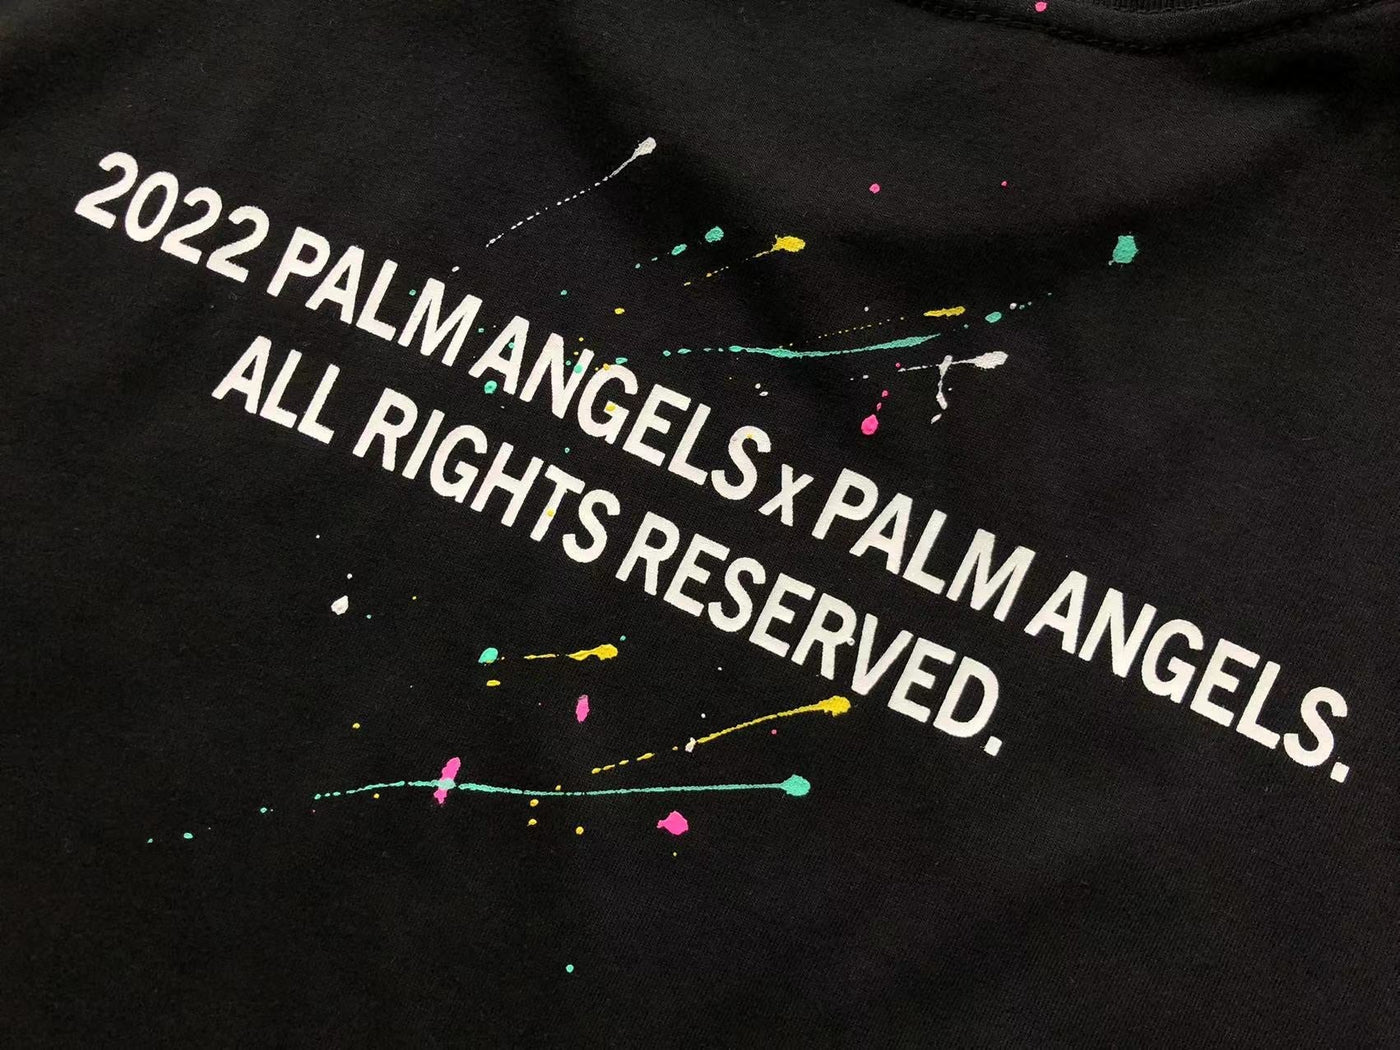 2022 PALM ANGELS x PALM ANGELS.
ALL RIGHTS RESERVED.